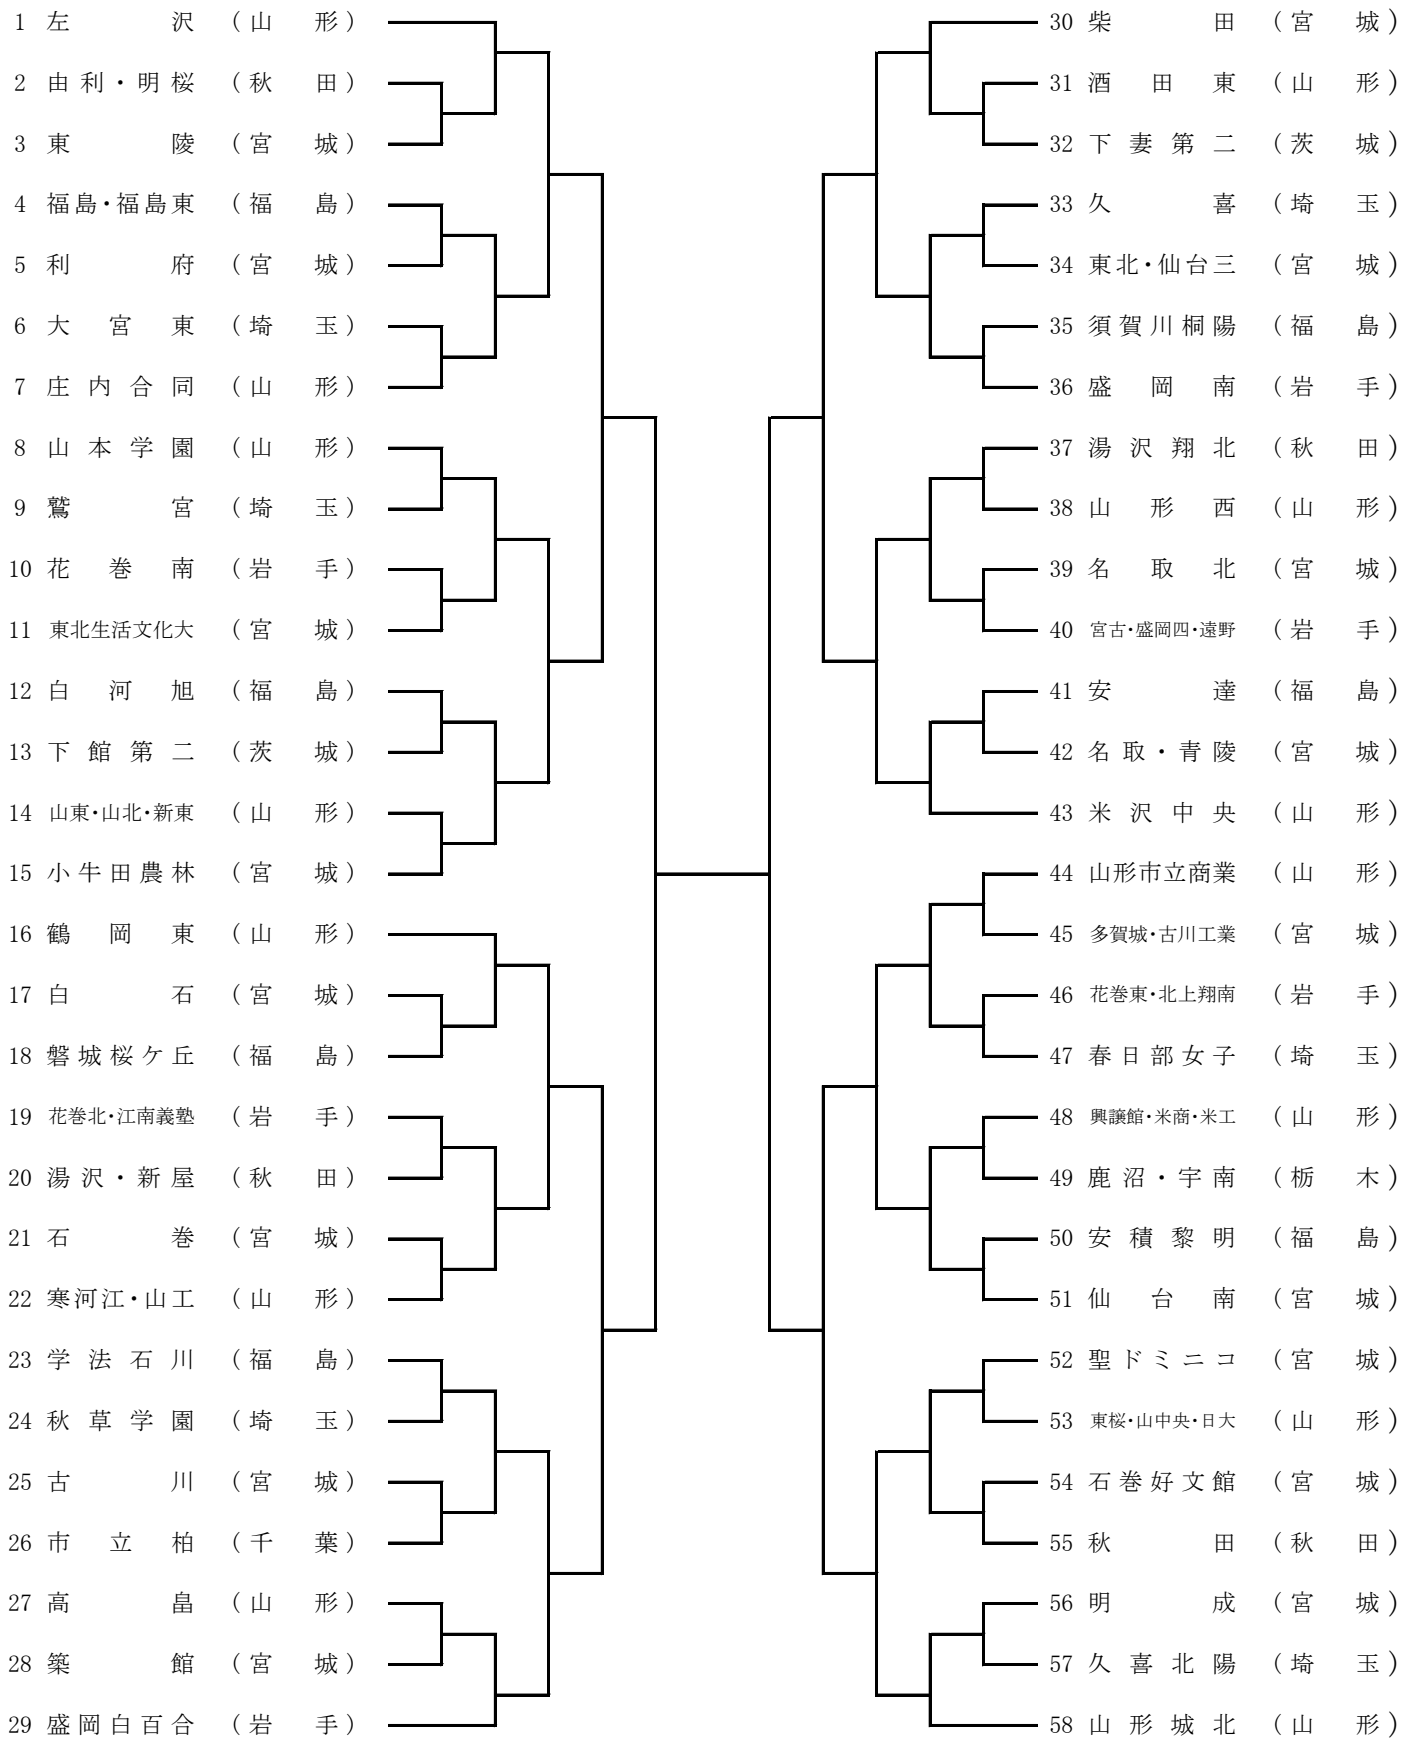 1 左沢 (山形)
2 由利・明桜 (秋田)
3 東陵 (宮城)
4 福島・福島東 (福島)
5 利府 (宮城)
6 大宮東 (埼玉)
7 庄内合同 (山形)
8 山本学園 (山形)
9 鷲宮 (埼玉)
10 花巻南 (岩手)
11 東北生活文化大 (宮城)
12 白河旭 (福島)
13 下館第二 (茨城)
14 山東・山北・新東 (山形)
15 小牛田農林 (宮城)
16 鶴岡東 (山形)
17 白石 (宮城)
18 磐城桜ケ丘 (福島)
19 花巻北・江南義塾 (岩手)
20 湯沢・新屋 (秋田)
21 石巻 (宮城)
22 寒河江・山工 (山形)
23 学法石川 (福島)
24 秋草学園 (埼玉)
25 古川 (宮城)
26 市立柏 (千葉)
27 高畠 (山形)
28 築館 (宮城)
29 盛岡白百合 (岩手)
30 柴田 (宮城)
31 酒田東 (山形)
32 下妻第二 (茨城)
33 久喜 (埼玉)
34 東北・仙台三 (宮城)
35 須賀川桐陽 (福島)
36 盛岡南 (岩手)
37 湯沢翔北 (秋田)
38 山形西 (山形)
39 名取北 (宮城)
40 宮古・盛岡四・遠野 (岩手)
41 安達 (福島)
42 名取・青陵 (宮城)
43 米沢中央 (山形)
44 山形市立商業 (山形)
45 多賀城・古川工業 (宮城)
46 花巻東・北上翔南 (岩手)
47 春日部女子 (埼玉)
48 興譲館・米商・米工 (山形)
49 鹿沼・宇南 (栃木)
50 安積黎明 (福島)
51 仙台南 (宮城)
52 聖ドミニコ (宮城)
53 東桜・山中央・日大 (山形)
54 石巻好文館 (宮城)
55 秋田 (秋田)
56 明成 (宮城)
57 久喜北陽 (埼玉)
58 山形城北 (山形)